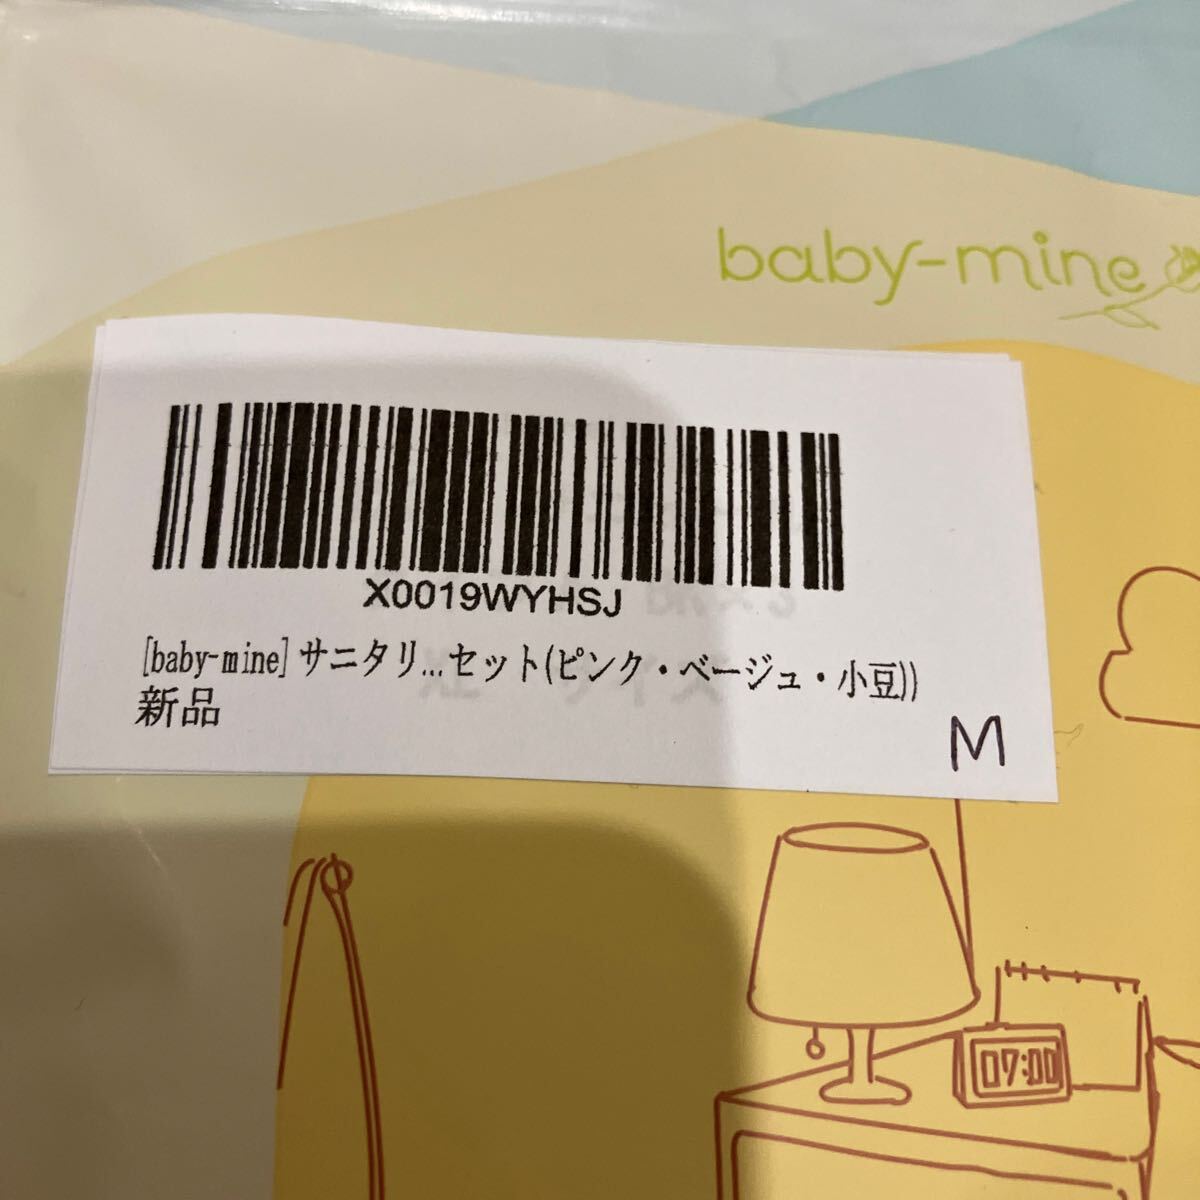 baby-mine
X0019WYHSJ
[baby-mine] サニタリ...セット(ピンク・ベージュ・小豆))
新品
M
07:00